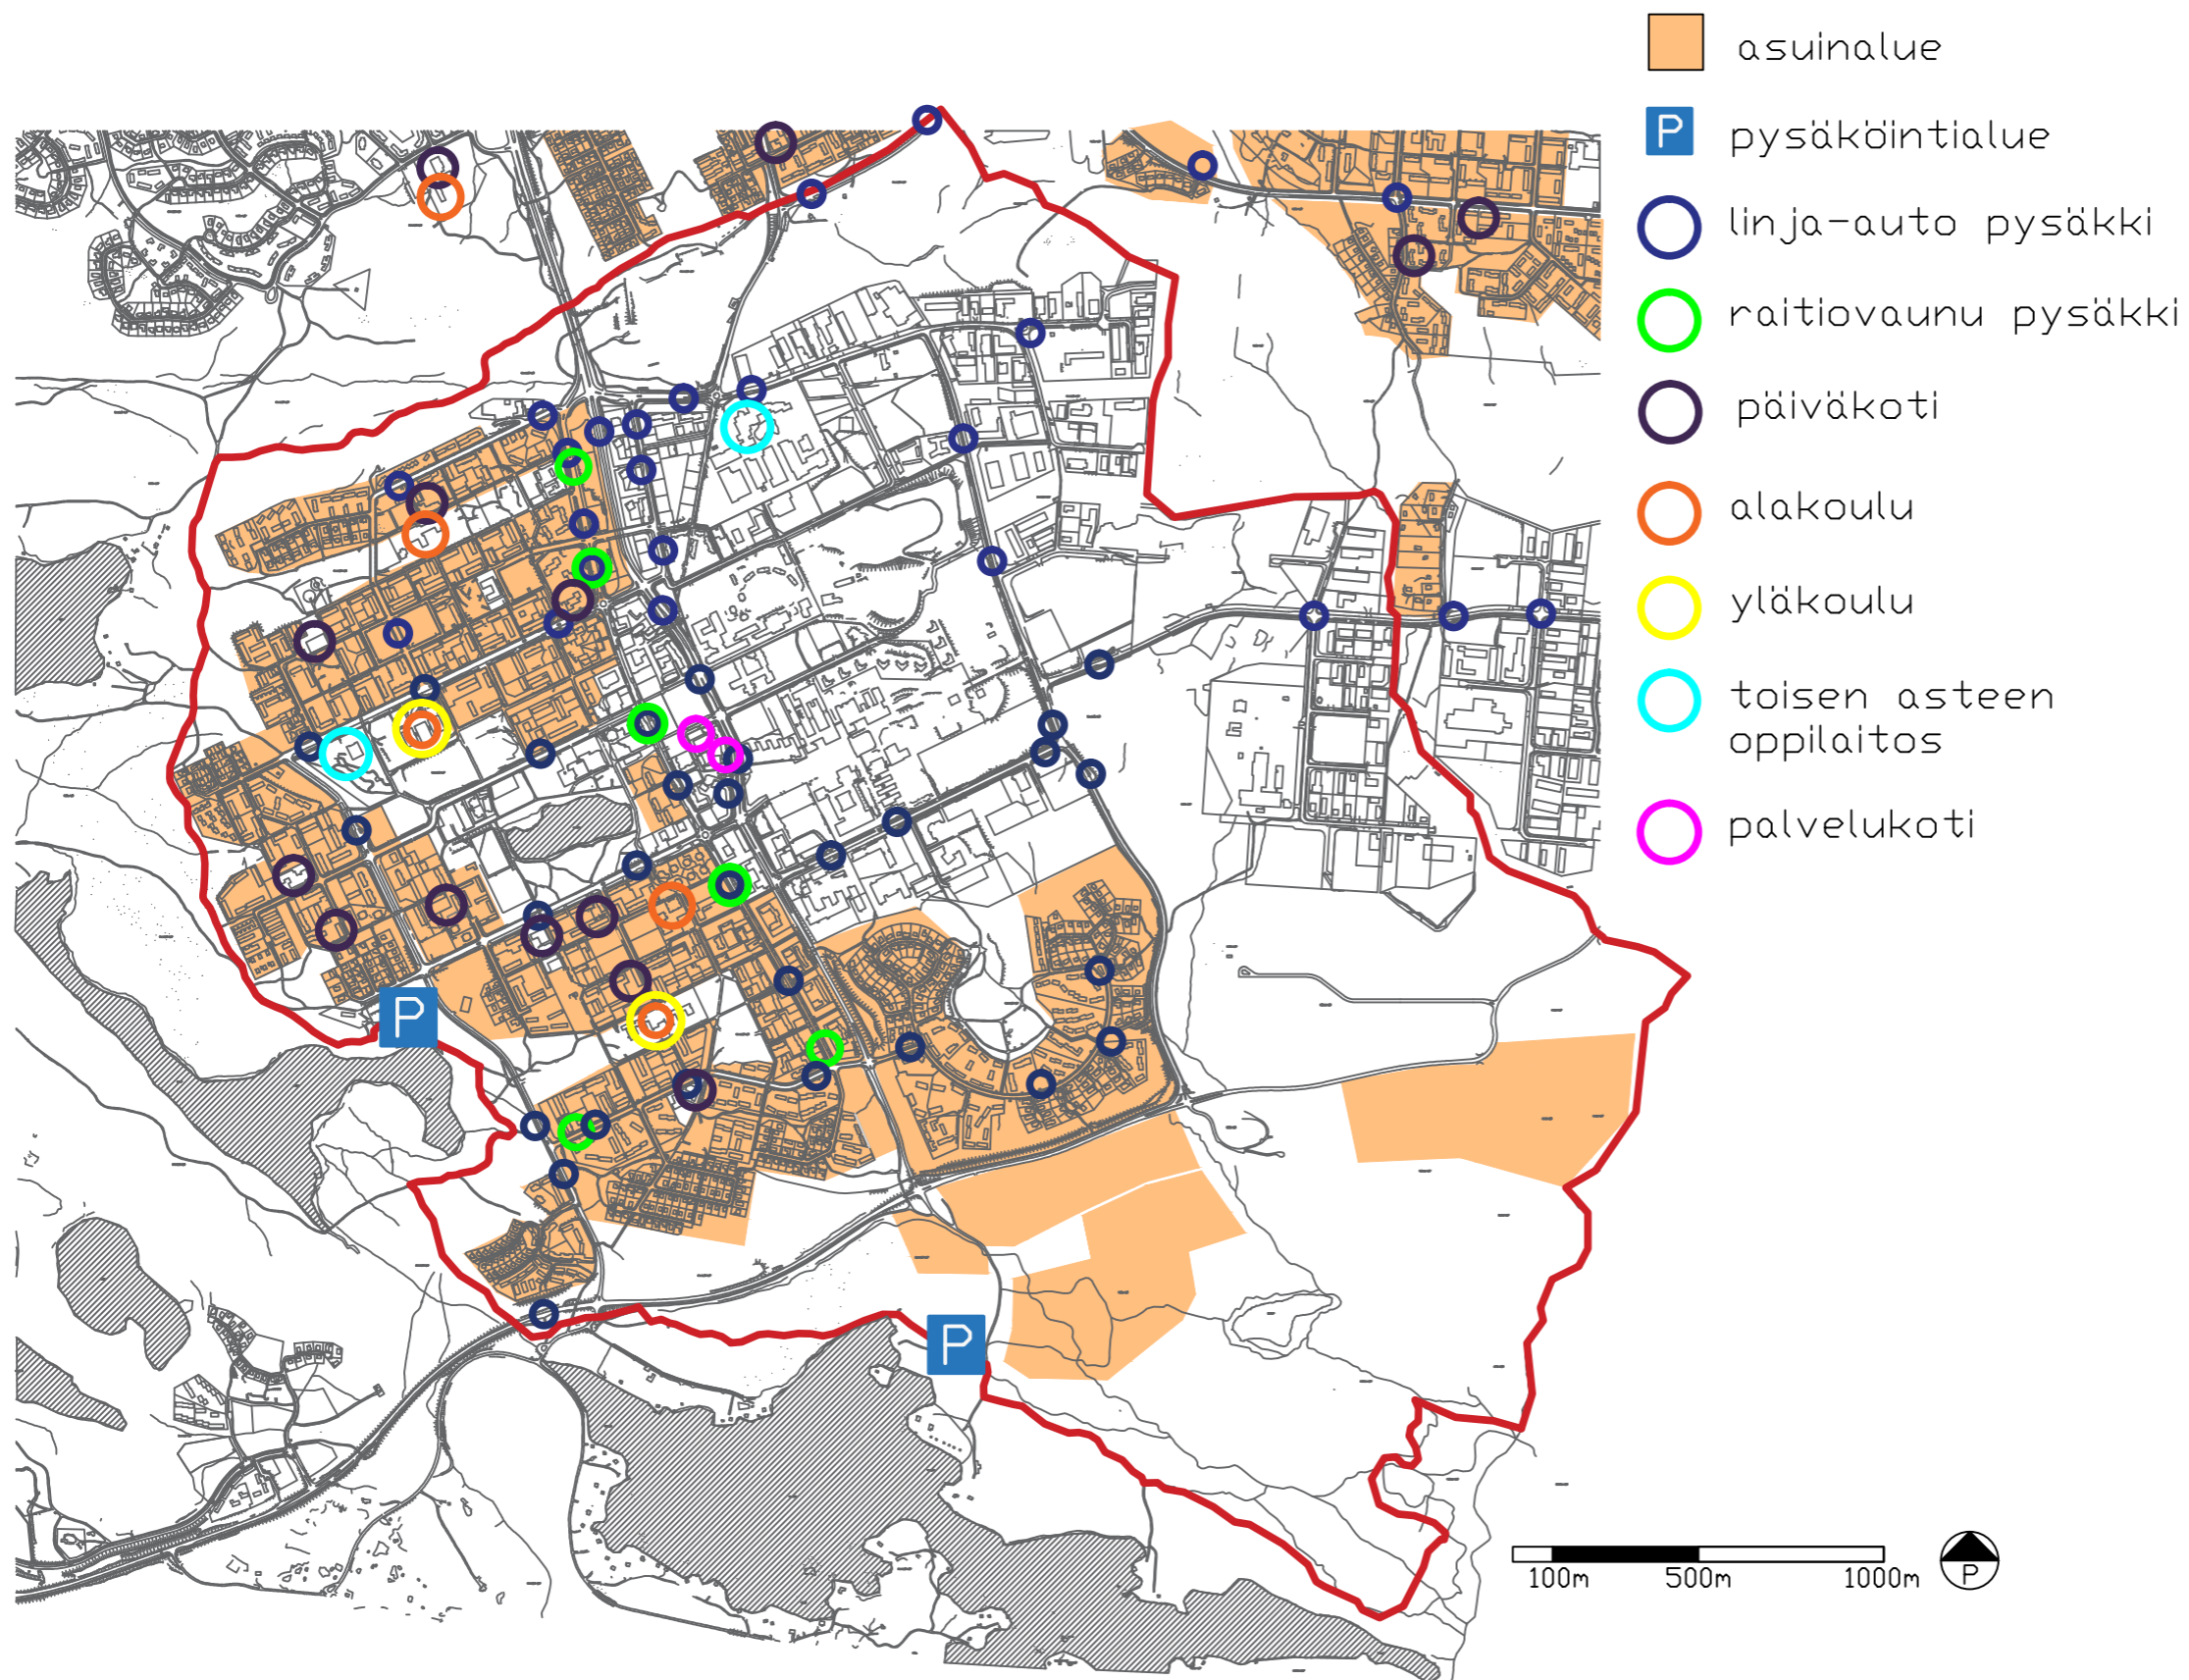 asuinalue
P pysäköintialue
linja-auto pysäkki
raitiovaunu pysäkki
päiväkoti
alakoulu
yläkoulu
toisen asteen
oppilaitos
palvelukoti
P
P
100m 500m 1000m P